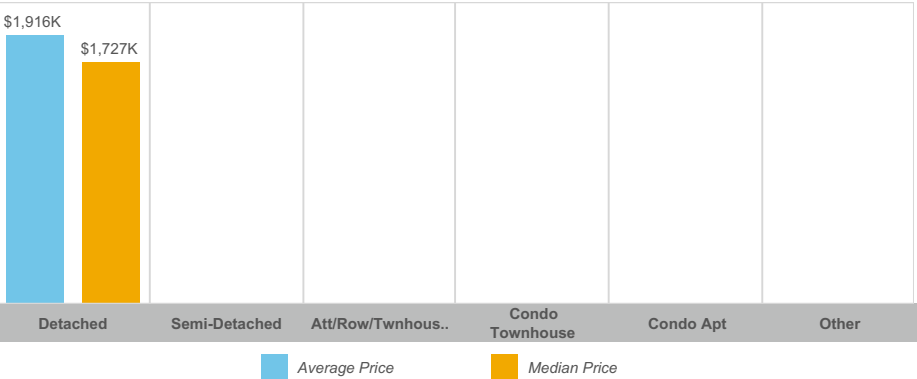 $1,916K
$1,727K
Detached
Semi-Detached
Att/Row/Twnhous..
Condo
Townhouse
Condo Apt
Other
Average Price
Median Price